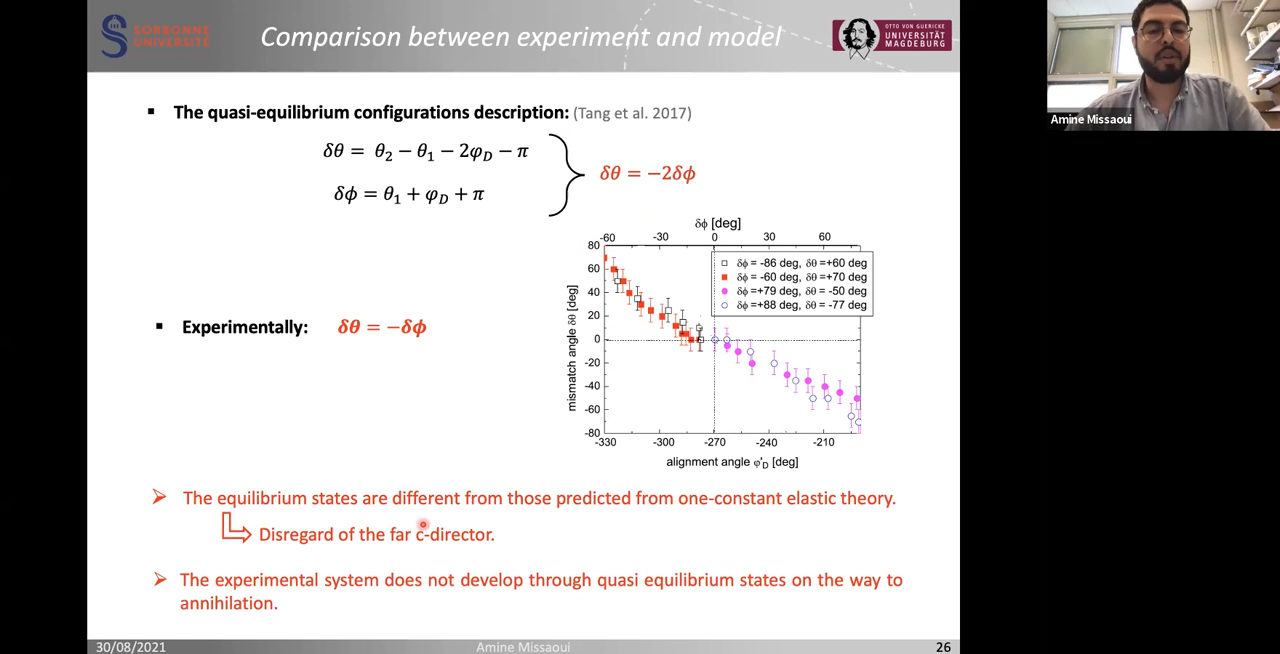 SORBONNE
UNIVERSITÉ
Comparison between experiment and model
OTTO VON GUERICKE
UNIVERSITÄT
MAGDEBURG
Amine Missaoui
▪ The quasi-equilibrium configurations description: (Tang et al. 2017)
δθ = θ₂ − θ₁ − 2φ_D − π
δϕ = θ₁ + φ_D + π
δθ = −2δϕ
δϕ [deg]
-60 -30 0 30 60
80
60
40
20
0
-20
-40
-60
-80
mismatch angle δθ [deg]
δϕ = -86 deg, δθ =+60 deg
δϕ = -60 deg, δθ =+70 deg
δϕ =+79 deg, δθ = -50 deg
δϕ =+88 deg, δθ = -77 deg
-330 -300 -270 -240 -210
alignment angle φ'_D [deg]
▪ Experimentally: δθ = −δϕ
➢ The equilibrium states are different from those predicted from one-constant elastic theory.
Disregard of the far c-director.
➢ The experimental system does not develop through quasi equilibrium states on the way to
annihilation.
30/08/2021
Amine Missaoui
26